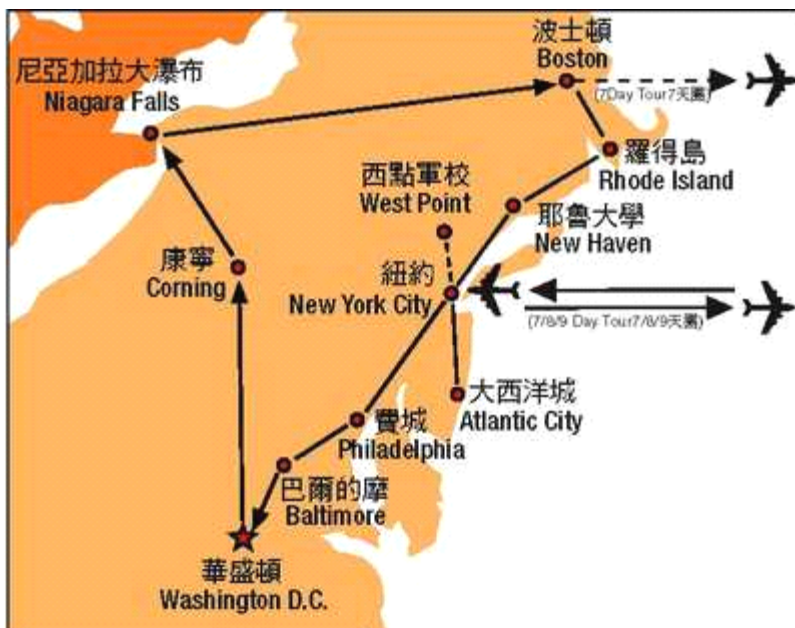 波士頓
Boston
(7Day Tour7天團)
尼亞加拉大瀑布
Niagara Falls
羅得島
Rhode Island
西點軍校
West Point
耶魯大學
New Haven
康寧
Corning
紐約
New York City
(7/8/9 Day Tour7/8/9天團)
大西洋城
Atlantic City
費城
Philadelphia
巴爾的摩
Baltimore
華盛頓
Washington D.C.